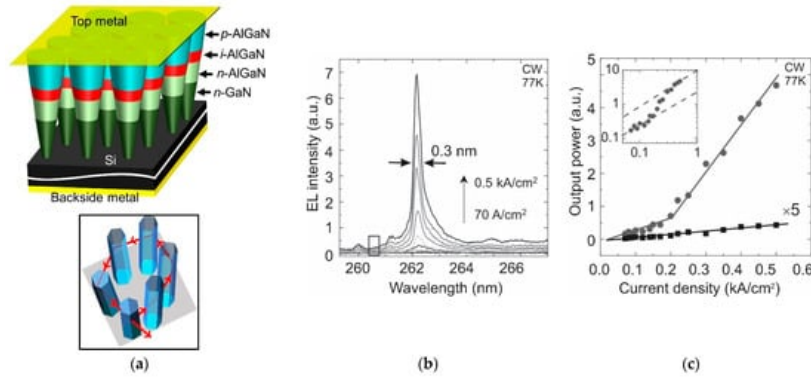 Top metal
p-AlGaN
i-AlGaN
n-AlGaN
n-GaN
Si
Backside metal
(a)
EL intensity (a.u.)
7
6
5
4
3
2
1
0
CW
77K
0.3 nm
0.5 kA/cm²
70 A/cm²
260 262 264 266
Wavelength (nm)
(b)
Output power (a.u.)
5
4
3
2
1
0
10
1
0.1
0.1 1
CW
77K
×5
0.0 0.1 0.2 0.3 0.4 0.5 0.6
Current density (kA/cm²)
(c)